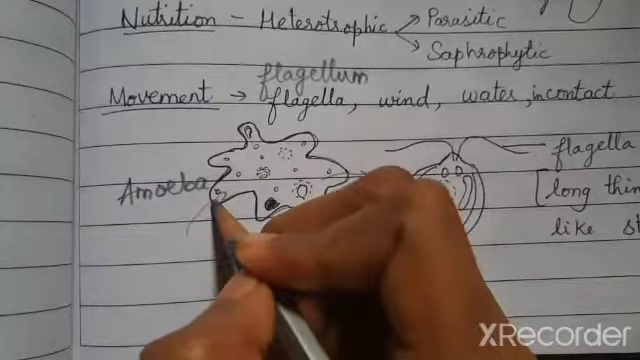 Nutrition - Heterotrophic
Parasitic
Saphrophytic
flagellum
Movement → flagella, wind, water, incontact
Amoeba
flagella
[long thin
like
XRecorder